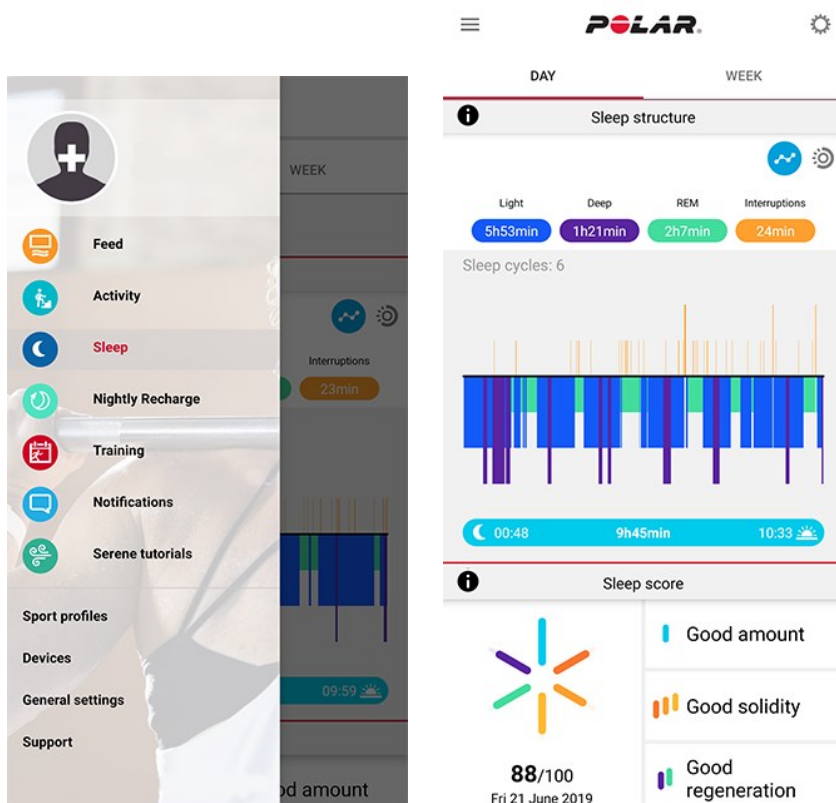 WEEK
Feed
Activity
Sleep
Interruptions
Nightly Recharge
23min
Training
Notifications
Serene tutorials
Sport profiles
Devices
General settings
09:59
Support
od amount
POLAR.
DAY WEEK
Sleep structure
Light Deep REM Interruptions
5h53min 1h21min 2h7min 24min
Sleep cycles: 6
00:48 9h45min 10:33
Sleep score
Good amount
Good solidity
88/100
Fri 21 June 2019
Good
regeneration